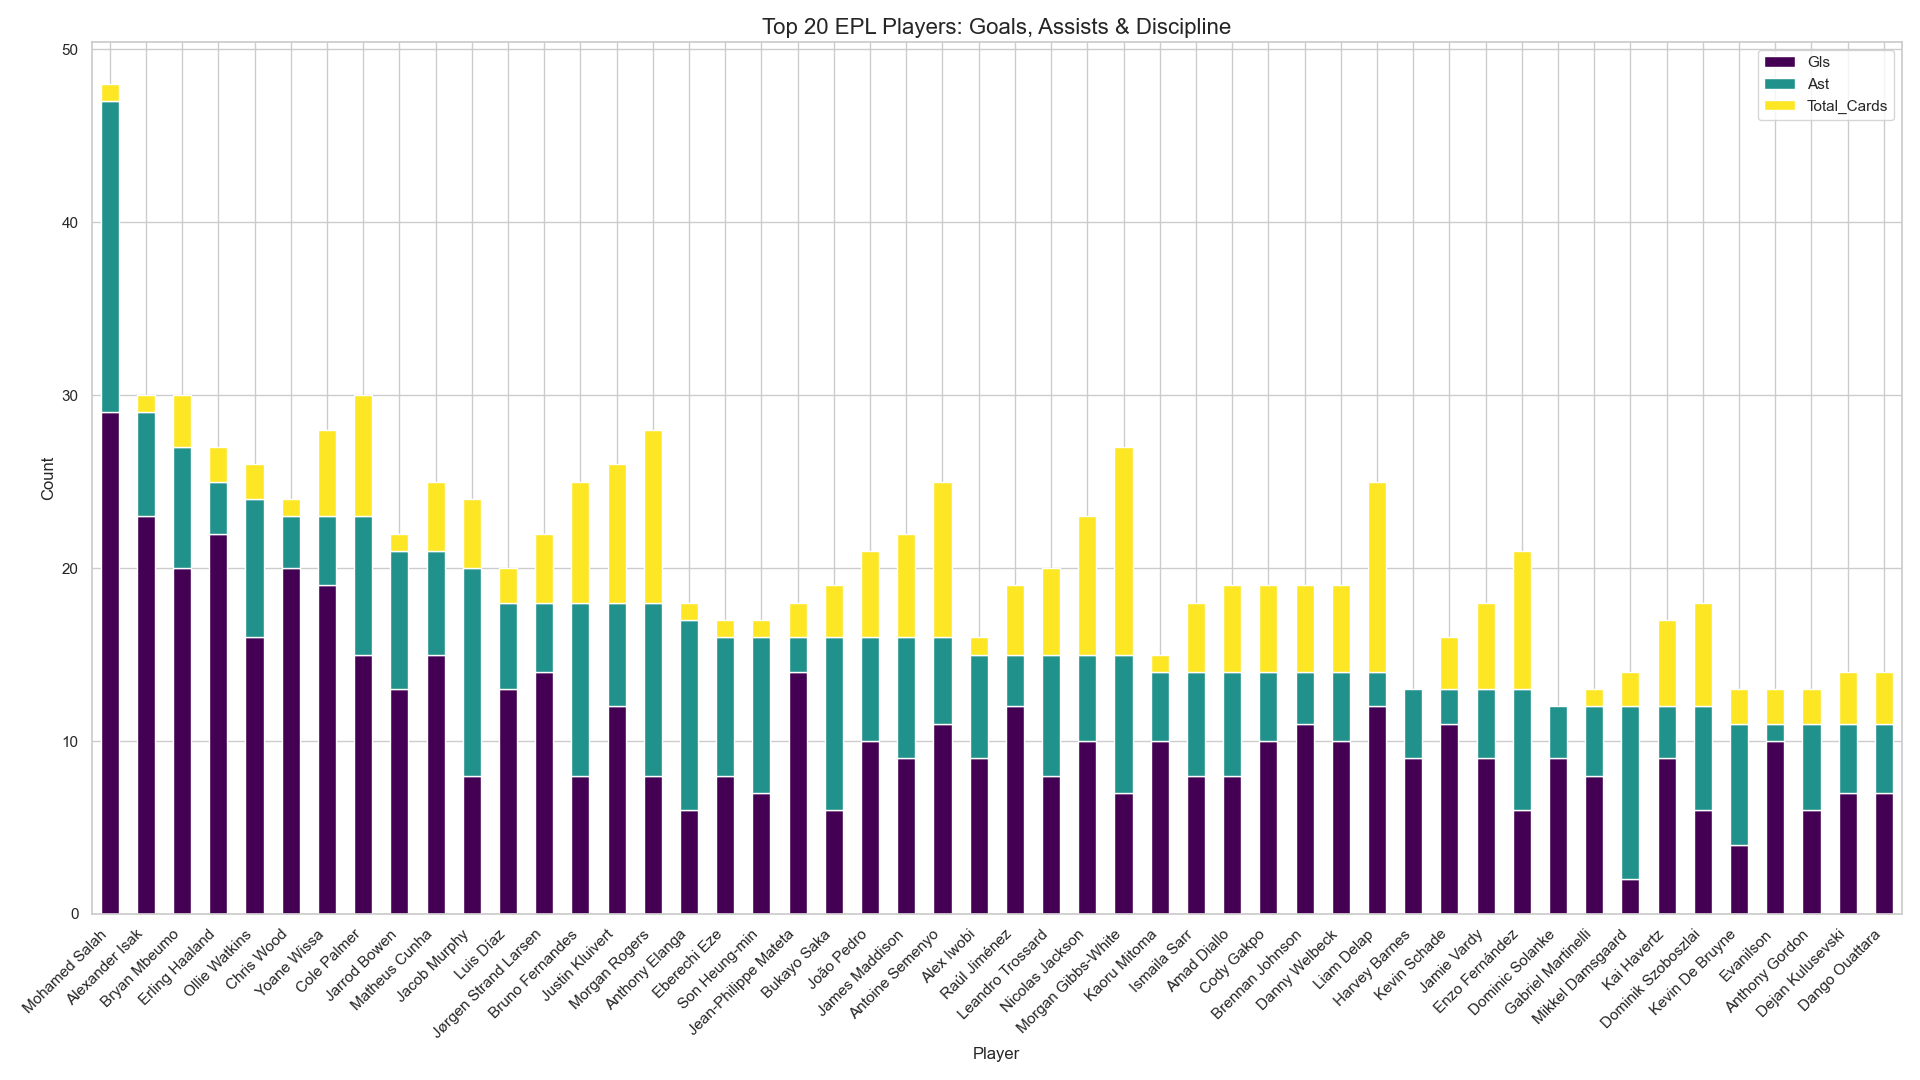 Top 20 EPL Players: Goals, Assists & Discipline
Gls
Ast
Total_Cards
Count
50
40
30
20
10
0
Mohamed Salah
Alexander Isak
Bryan Mbeumo
Erling Haaland
Ollie Watkins
Chris Wood
Yoane Wissa
Cole Palmer
Jarrod Bowen
Matheus Cunha
Jacob Murphy
Luis Díaz
Jørgen Strand Larsen
Bruno Fernandes
Justin Kluivert
Morgan Rogers
Anthony Elanga
Eberechi Eze
Son Heung-min
Jean-Philippe Mateta
Bukayo Saka
João Pedro
James Maddison
Antoine Semenyo
Alex Iwobi
Raúl Jiménez
Leandro Trossard
Nicolas Jackson
Morgan Gibbs-White
Kaoru Mitoma
Ismaïla Sarr
Amad Diallo
Cody Gakpo
Brennan Johnson
Danny Welbeck
Liam Delap
Harvey Barnes
Kevin Schade
Jamie Vardy
Enzo Fernández
Dominic Solanke
Gabriel Martinelli
Mikkel Damsgaard
Kai Havertz
Dominik Szoboszlai
Kevin De Bruyne
Evanilson
Anthony Gordon
Dejan Kulusevski
Dango Ouattara
Player